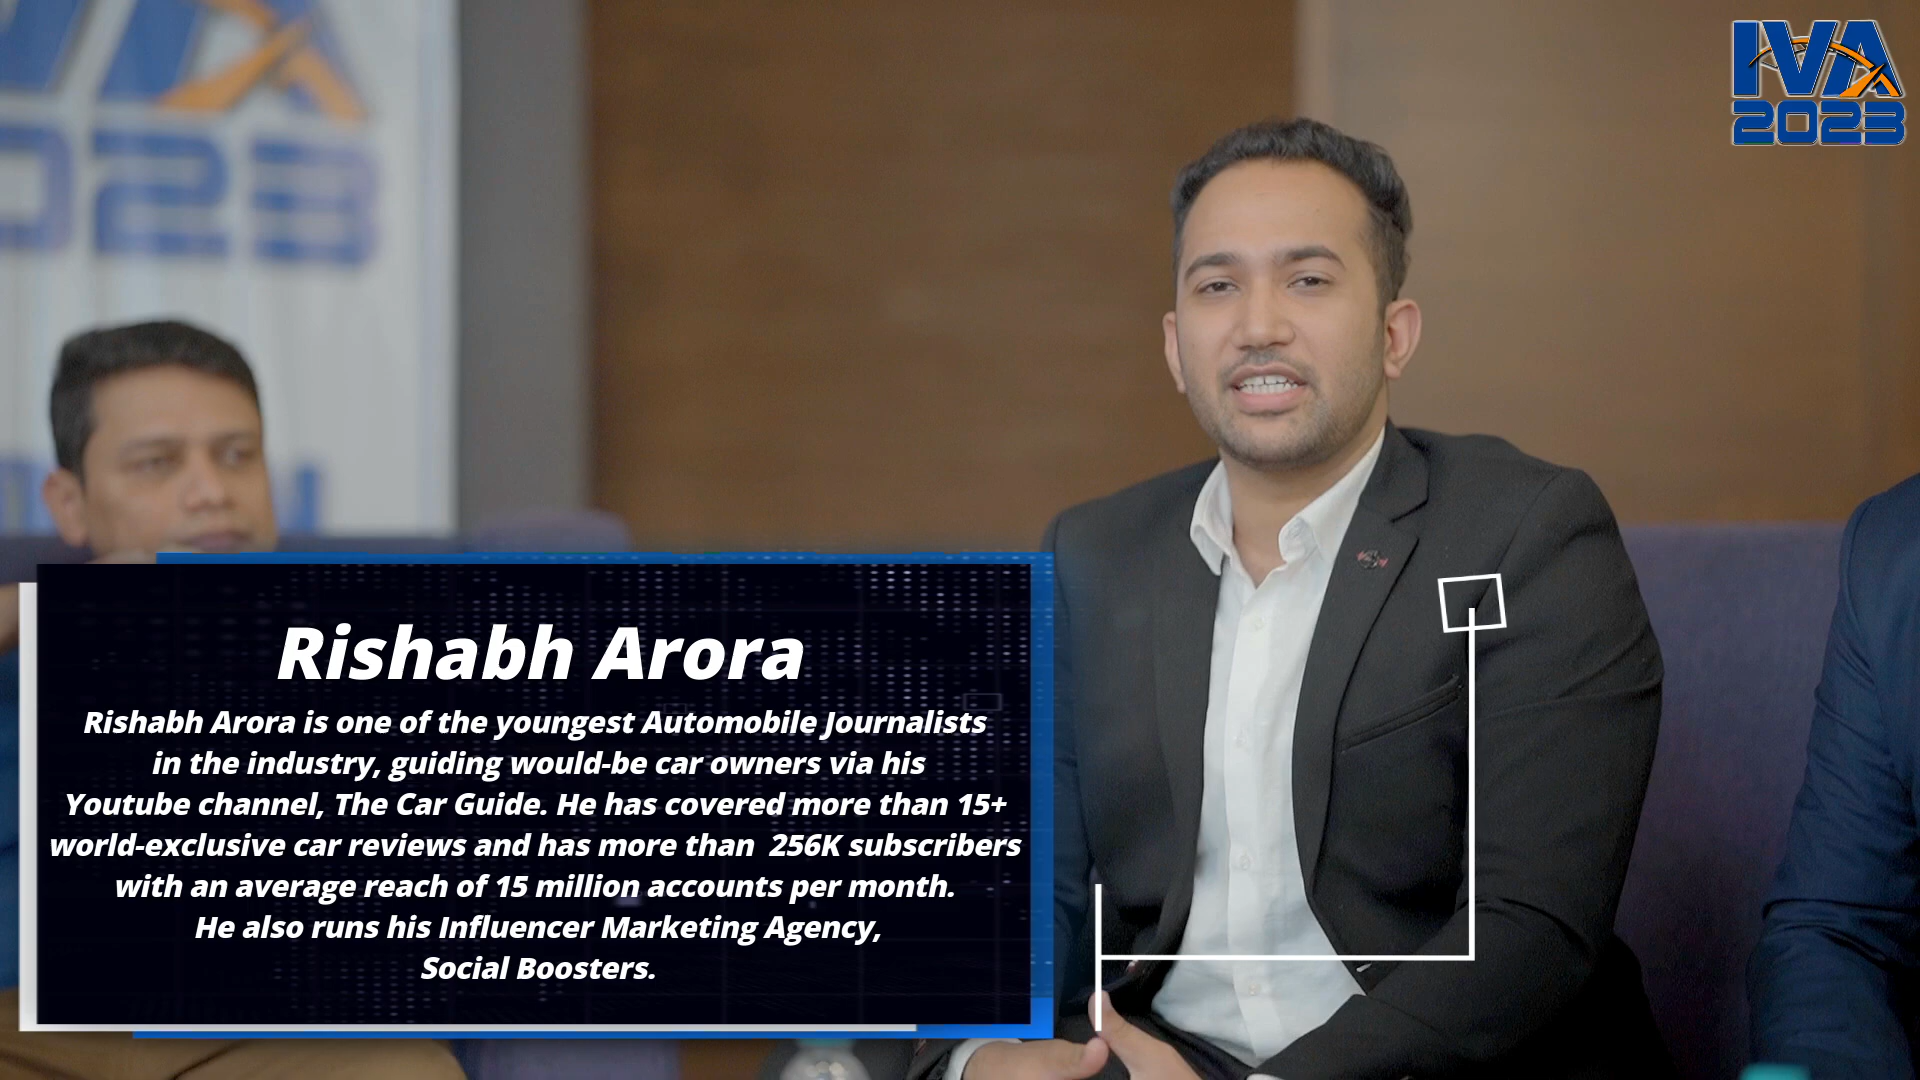 IVA
2023
2023
Rishabh Arora
Rishabh Arora is one of the youngest Automobile Journalists
in the industry, guiding would-be car owners via his
Youtube channel, The Car Guide. He has covered more than 15+
world-exclusive car reviews and has more than 256K subscribers
with an average reach of 15 million accounts per month.
He also runs his Influencer Marketing Agency,
Social Boosters.